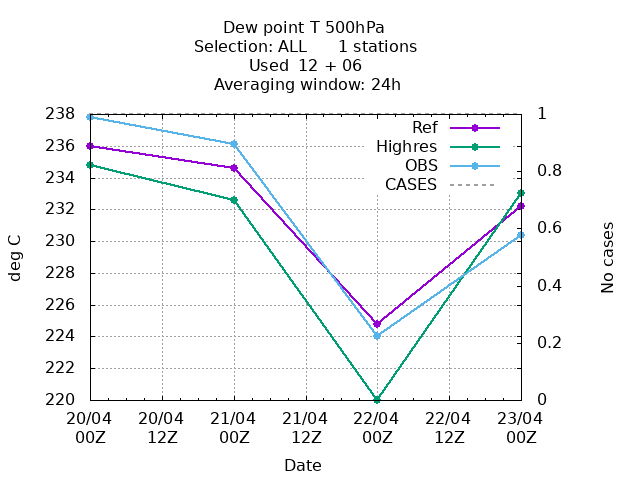 Dew point T 500hPa
Selection: ALL      1 stations
Used  12 + 06
Averaging window: 24h
Ref
Highres
OBS
CASES
deg C
238
236
234
232
230
228
226
224
222
220
No cases
1
0.8
0.6
0.4
0.2
0
20/04 20/04 21/04 21/04 22/04 22/04 23/04
00Z 12Z 00Z 12Z 00Z 12Z 00Z
Date